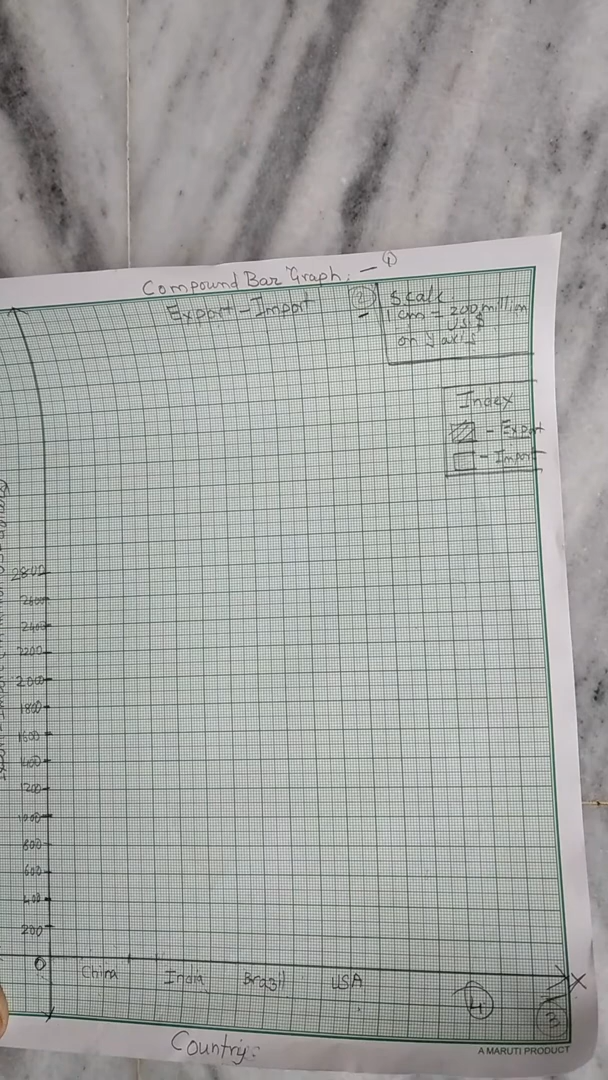 Compound Bar Graph. - ①
Export - Import
② Scale.
1 cm = 200 million
US $
on y axis
Index
- Export
- Import
2800
2600
2400
2200
2000
1800
1600
1400
1200
1000
800
600
400
200
0
China India Brazil USA
X
4
3
Country:
A MARUTI PRODUCT